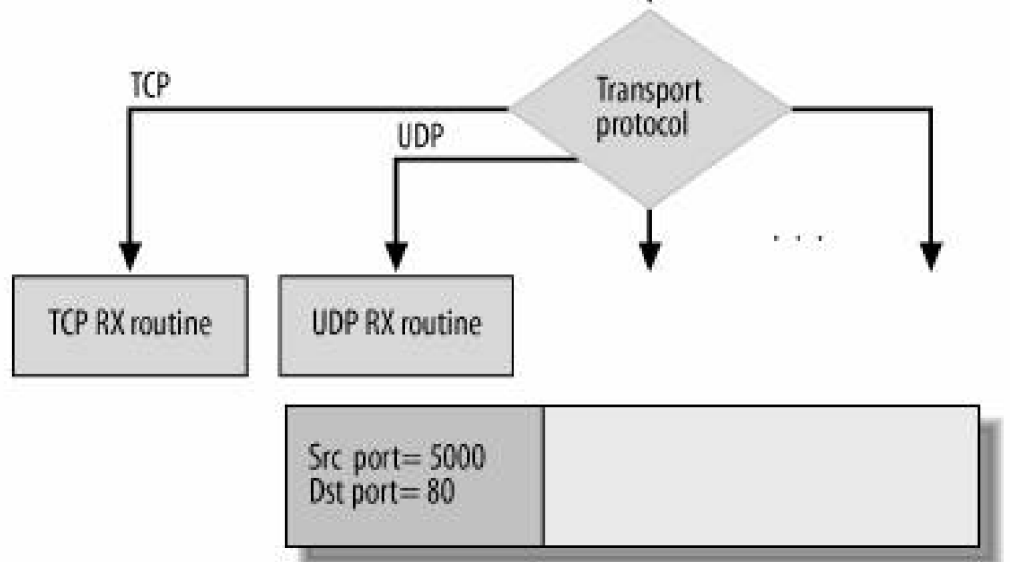 Transport
protocol
TCP
UDP
. . .
TCP RX routine
UDP RX routine
Src port= 5000
Dst port= 80